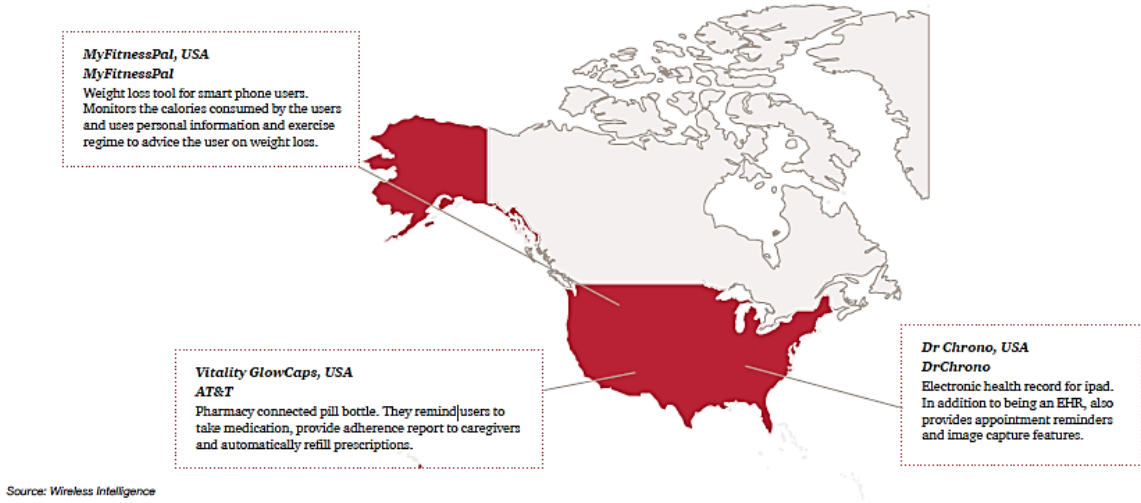 MyFitnessPal, USA
MyFitnessPal
Weight loss tool for smart phone users.
Monitors the calories consumed by the users
and uses personal information and exercise
regime to advice the user on weight loss.
Vitality GlowCaps, USA
AT&T
Pharmacy connected pill bottle. They remind users to
take medication, provide adherence report to caregivers
and automatically refill prescriptions.
Dr Chrono, USA
DrChrono
Electronic health record for ipad.
In addition to being an EHR, also
provides appointment reminders
and image capture features.
Source: Wireless Intelligence